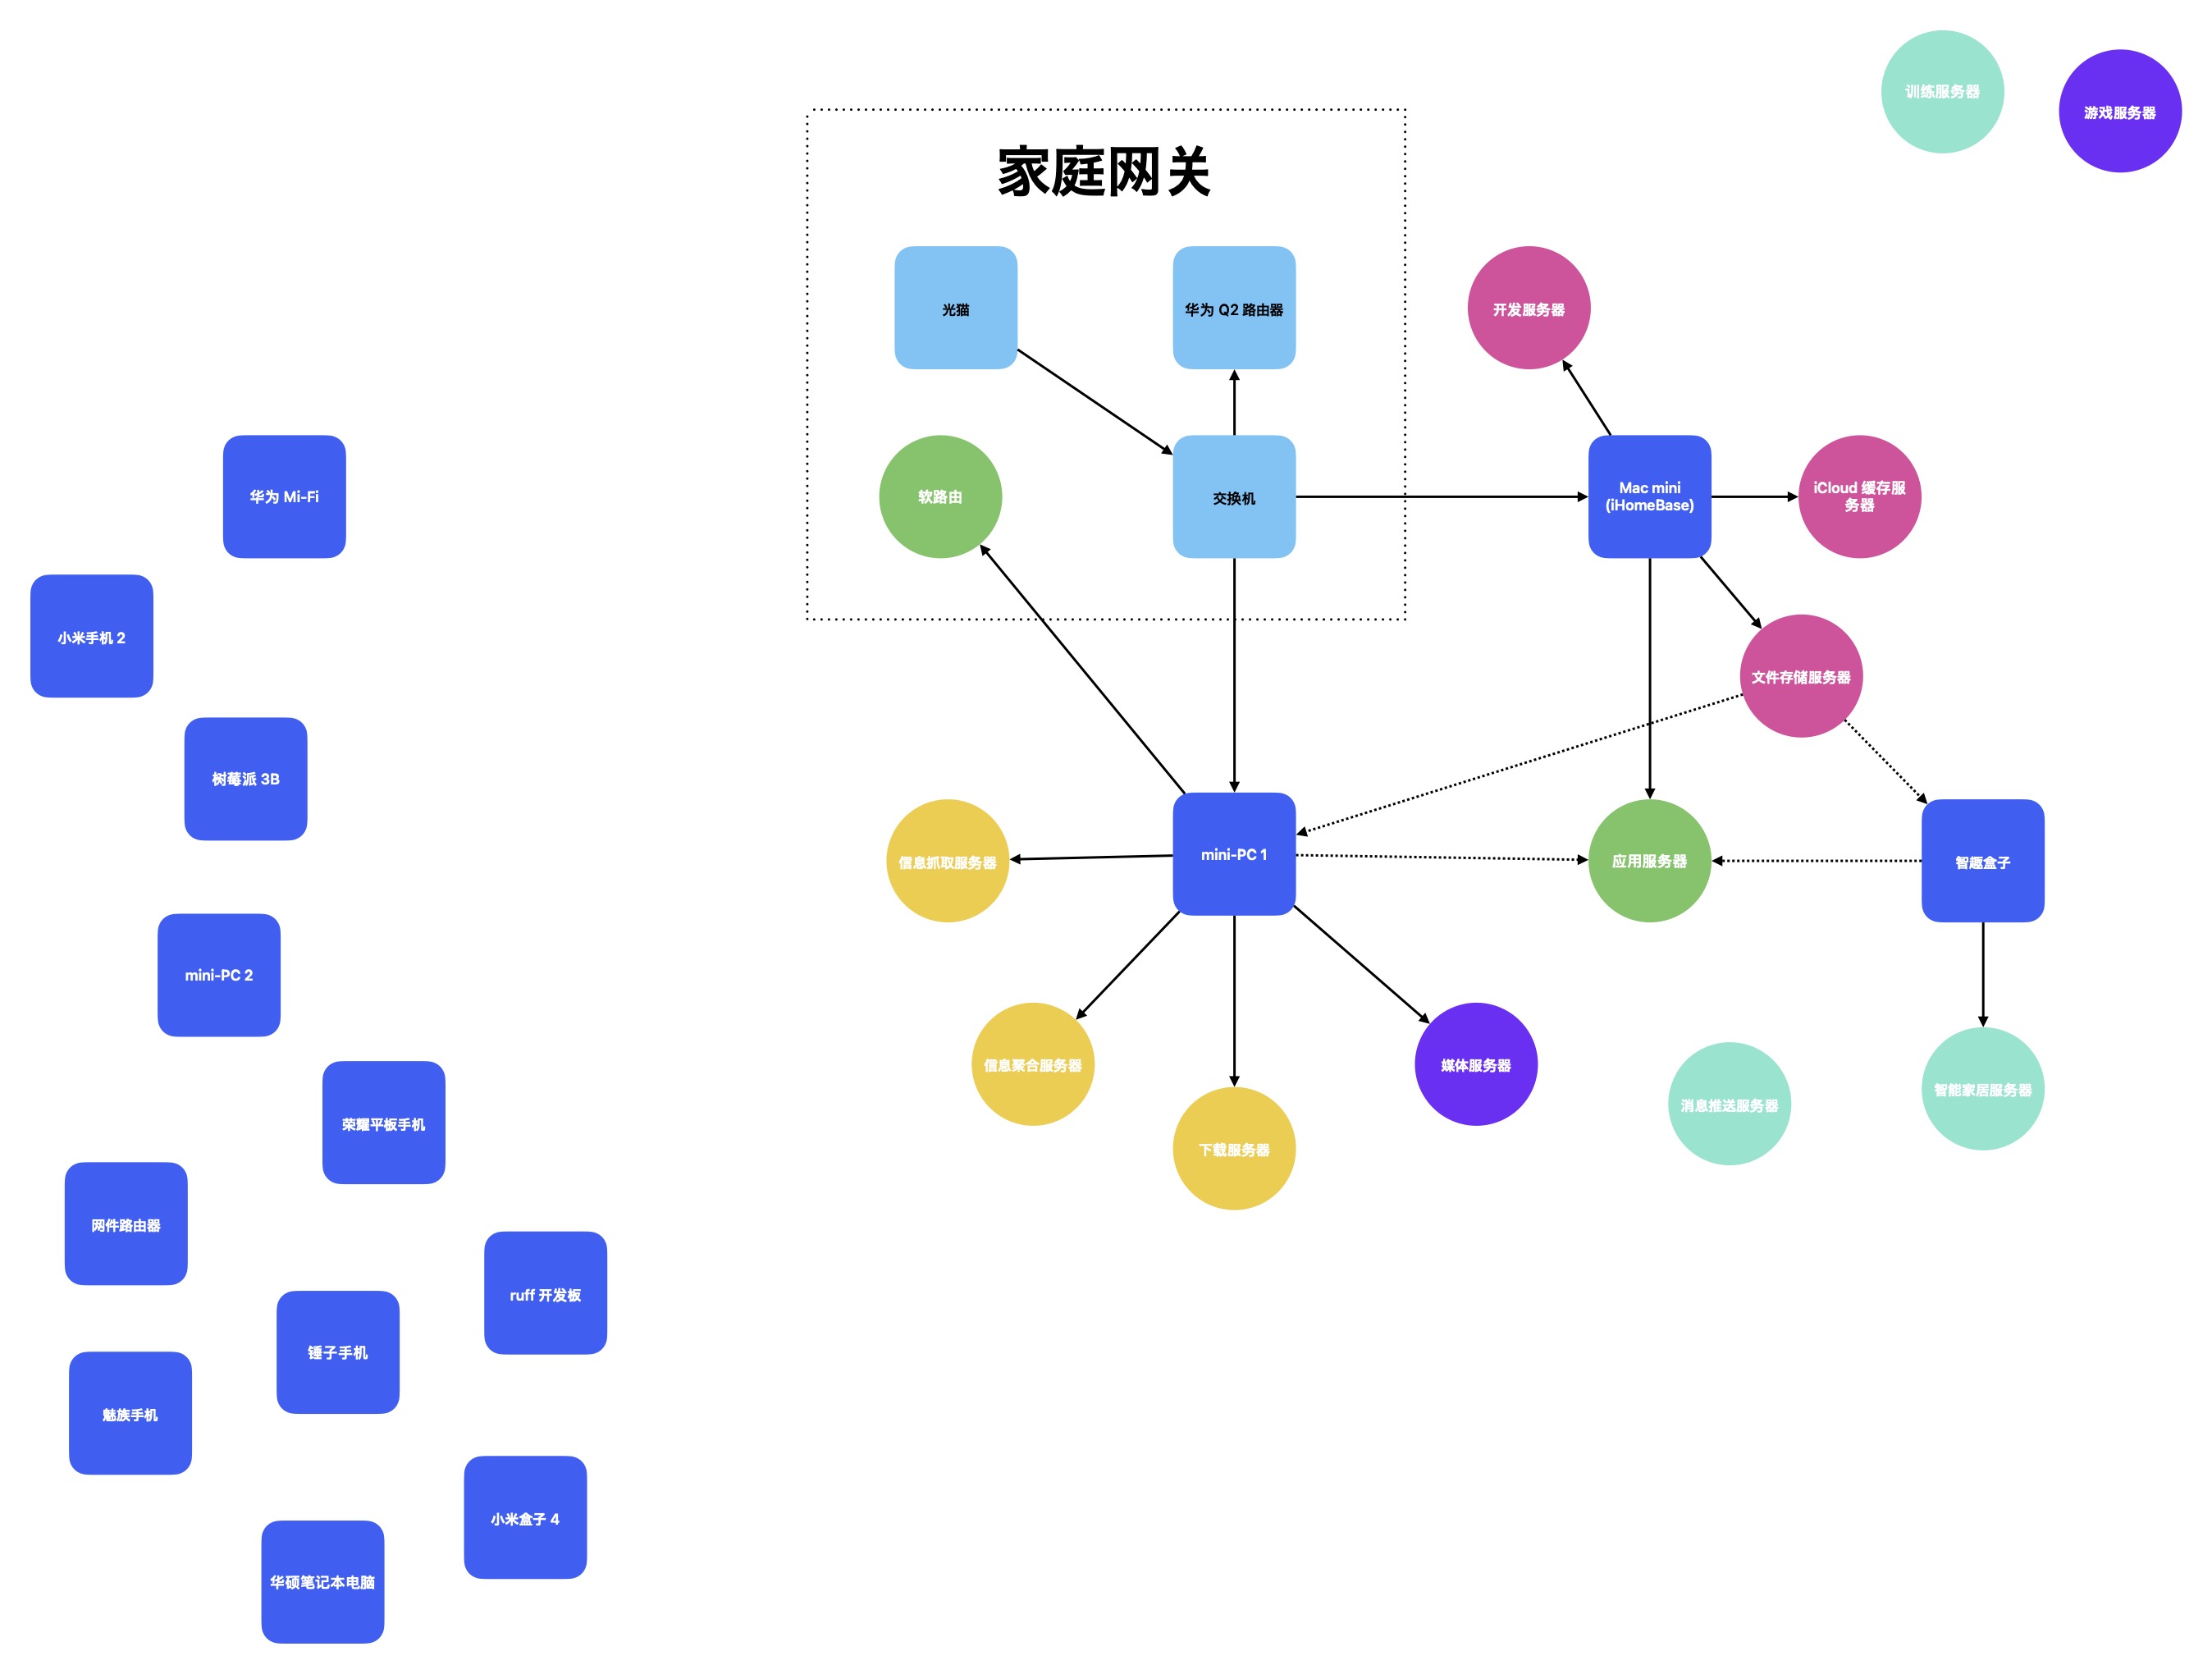 训练服务器
游戏服务器
家庭网关
光猫
华为 Q2 路由器
开发服务器
华为 Mi-Fi
软路由
交换机
Mac mini
(iHomeBase)
iCloud 缓存服
务器
小米手机 2
文件存储服务器
树莓派 3B
信息抓取服务器
mini-PC 1
应用服务器
智趣盒子
mini-PC 2
信息聚合服务器
媒体服务器
消息推送服务器
智能家居服务器
荣耀平板手机
下载服务器
网件路由器
ruff 开发板
锤子手机
魅族手机
小米盒子 4
华硕笔记本电脑